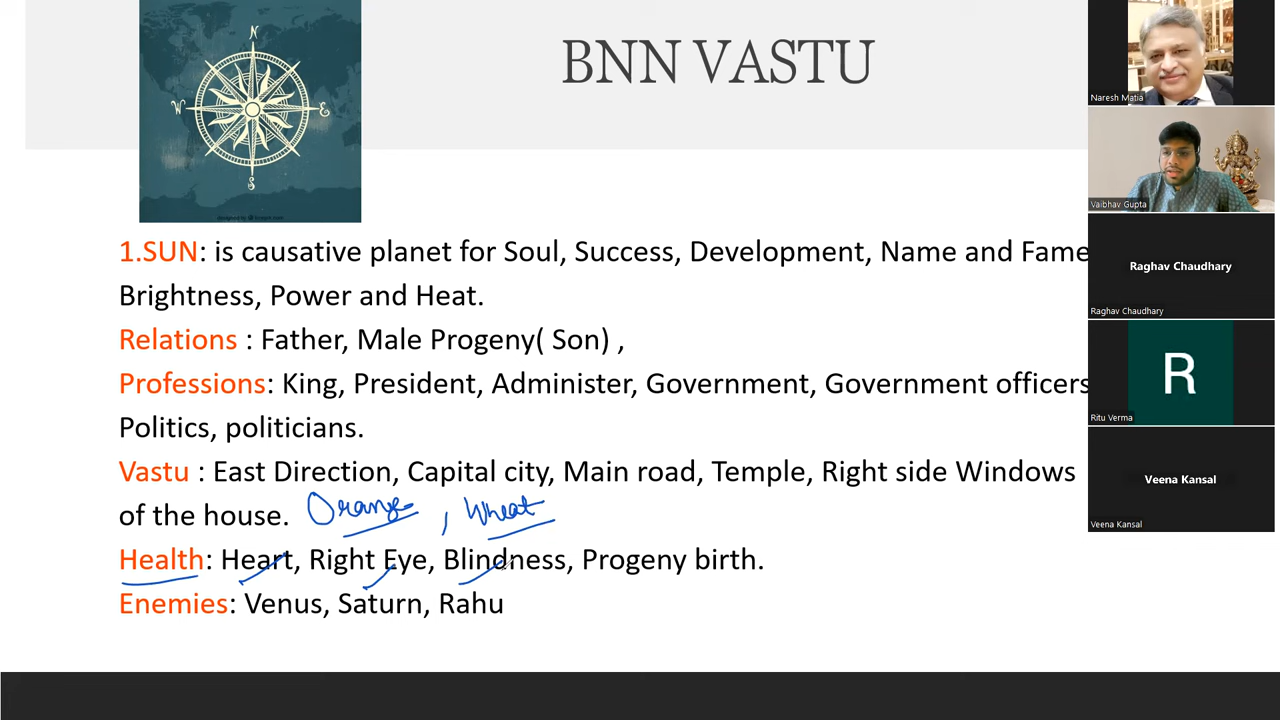 BNN VASTU
N
W
E
S
1.SUN: is causative planet for Soul, Success, Development, Name and Fame
Brightness, Power and Heat.
Relations : Father, Male Progeny( Son) ,
Professions: King, President, Administer, Government, Government officers
Politics, politicians.
Vastu : East Direction, Capital city, Main road, Temple, Right side Windows
of the house. Orange , Wheat
Health: Heart, Right Eye, Blindness, Progeny birth.
Enemies: Venus, Saturn, Rahu
Naresh Matia
Vaibhav Gupta
Raghav Chaudhary
Raghav Chaudhary
R
Ritu Verma
Veena Kansal
Veena Kansal